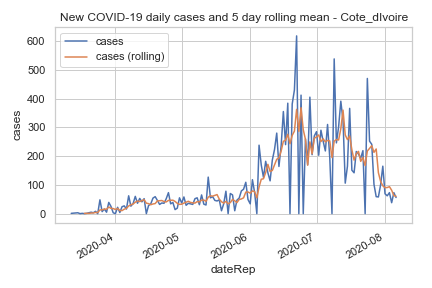 New COVID-19 daily cases and 5 day rolling mean - Cote_dIvoire
cases
cases (rolling)
600
500
400
300
200
100
0
cases
2020-04
2020-05
2020-06
2020-07
2020-08
dateRep